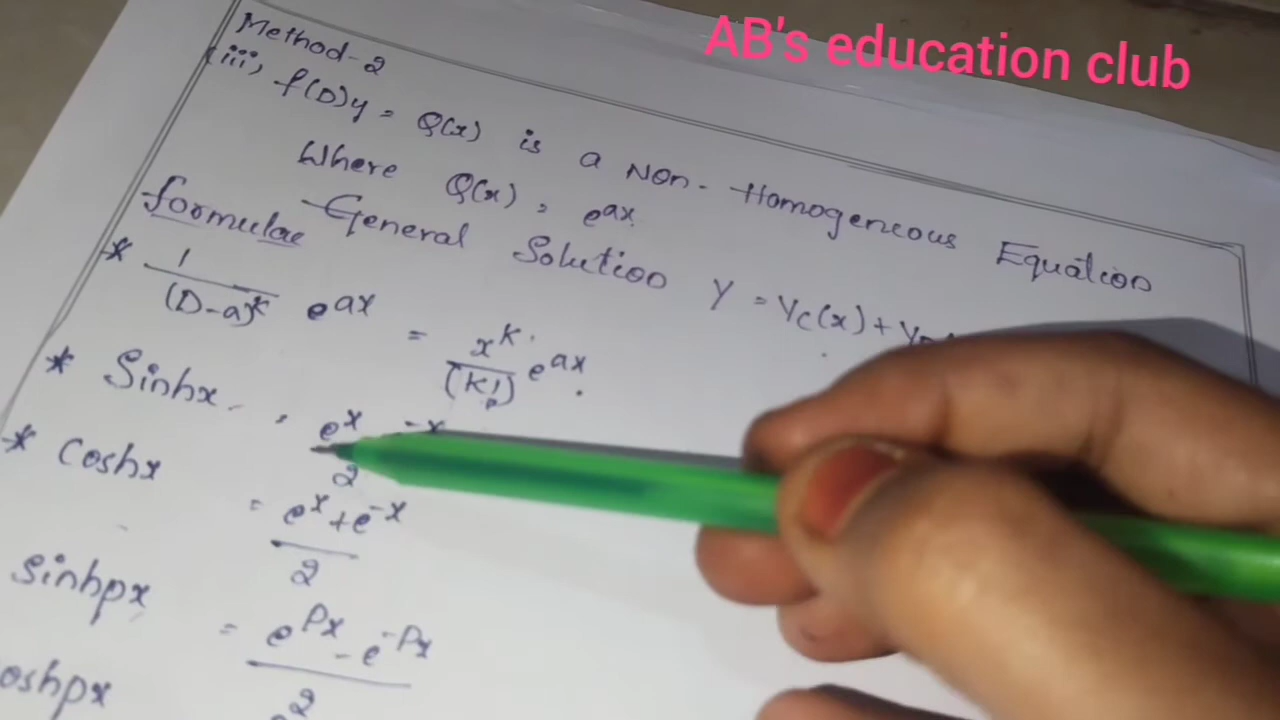 AB's education club
Method-2
(iii) f(D)y = Q(x) is a Non-Homogeneous Equation
Where Q(x) = e^ax
General Solution Y = Yc(x) +
formulae
* 1/(D-a)^k e^ax = x^k/(k!) e^ax.
* Sinhx = e^x -x / 2
* Coshx = e^x + e^-x / 2
Sinhpx = e^Px - e^-Px / 2
oshpx